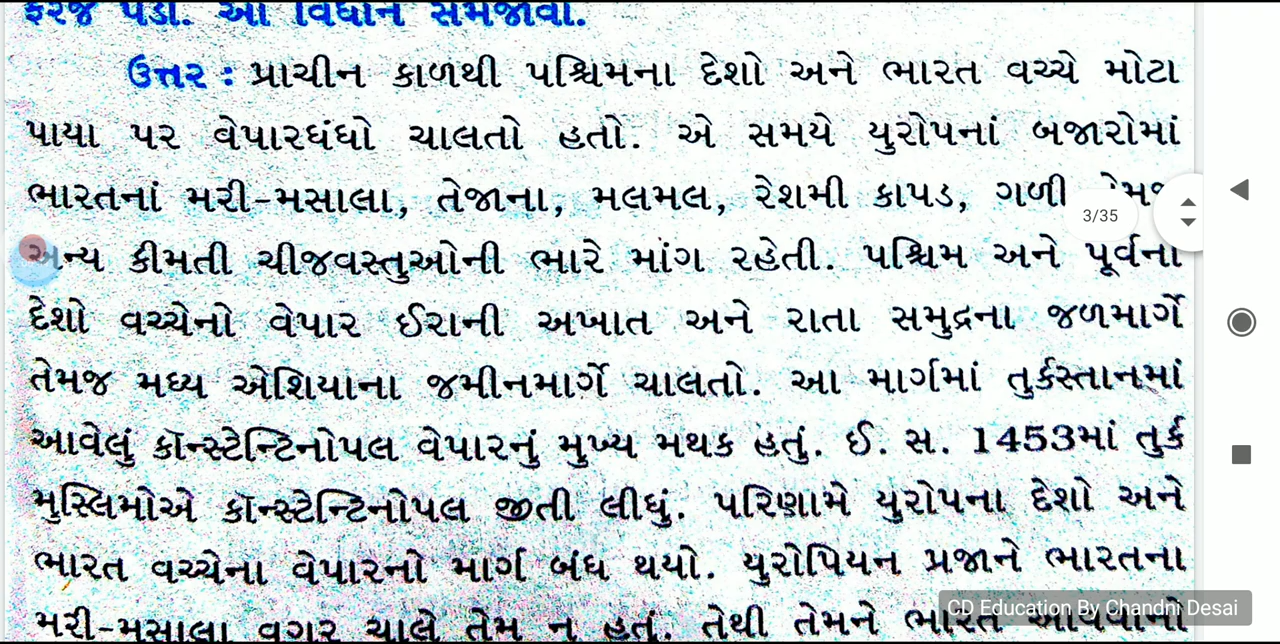 ફરજ પડી. આ વિધાન સમજાવો.
ઉત્તર : પ્રાચીન કાળથી પશ્ચિમના દેશો અને ભારત વચ્ચે મોટા
પાયા પર વેપારધંધો ચાલતો હતો. એ સમયે યુરોપનાં બજારોમાં
ભારતનાં મરી-મસાલા, તેજાના, મલમલ, રેશમી કાપડ, ગળી
3/35
અન્ય કીમતી ચીજવસ્તુઓની ભારે માંગ રહેતી. પશ્ચિમ અને પૂર્વના
દેશો વચ્ચેનો વેપાર ઈરાની અખાત અને રાતા સમુદ્રના જળમાર્ગે
તેમજ મધ્ય એશિયાના જમીનમાર્ગે ચાલતો. આ માર્ગમાં તુર્કસ્તાનમાં
આવેલું કૉન્સ્ટેન્ટિનોપલ વેપારનું મુખ્ય મથક હતું. ઈ. સ. 1453માં તુર્ક
મુસ્લિમોએ કૉન્સ્ટેન્ટિનોપલ જીતી લીધું. પરિણામે યુરોપના દેશો અને
ભારત વચ્ચેના વેપારનો માર્ગ બંધ થયો. યુરોપિયન પ્રજાને ભારતના
મરી-મસાલા વગર ચાલે તેમ ન હતું. તેથી તેમને ભારત આવવાનો
CD Education By Chandni Desai